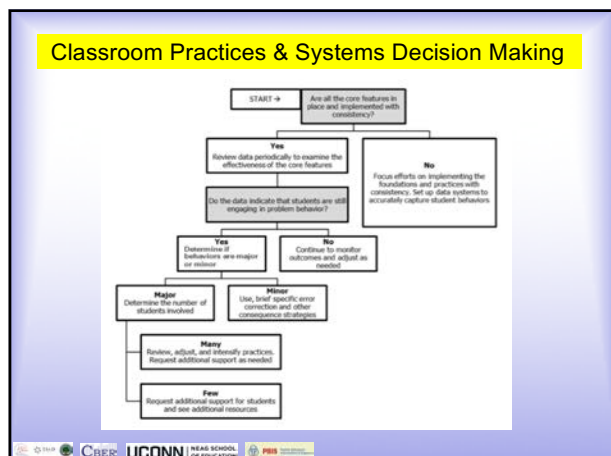 Classroom Practices & Systems Decision Making
START →
Are all the core features in
place and implemented with
consistency?
Yes
Review data periodically to examine the
effectiveness of the core features
No
Focus efforts on implementing the
foundations and practices with
consistency. Set up data systems to
accurately capture student behaviors
Do the data indicate that students are still
engaging in problem behavior?
Yes
Determine if
behaviors are major
or minor
No
Continue to monitor
outcomes and adjust as
needed
Major
Determine the number of
students involved
Minor
Use, brief specific error
correction and other
consequence strategies
Many
Review, adjust, and intensify practices.
Request additional support as needed
Few
Request additional support for students
and see additional resources
CBER
UCONN
NEAG SCHOOL
OF EDUCATION
PBIS